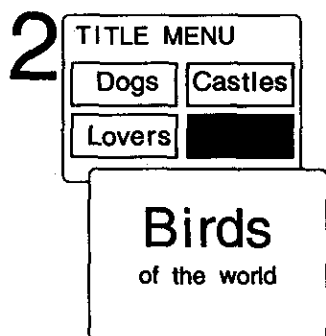 2
TITLE MENU
Dogs Castles
Lovers
Birds
of the world